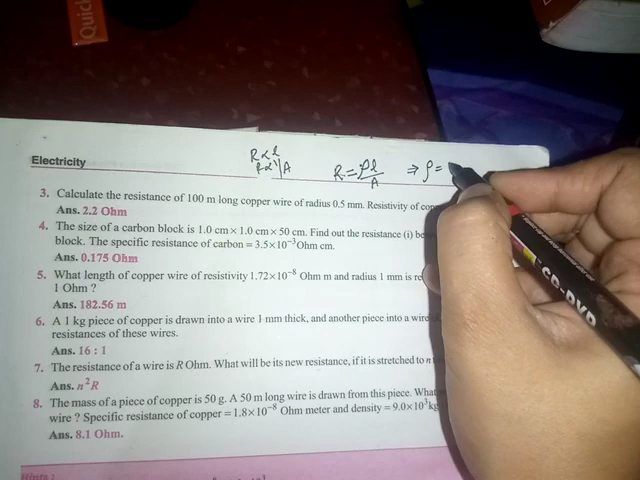 Quick
R ∝ l
R ∝ 1/A
R = ρl/A ⇒ ρ =
Electricity
3. Calculate the resistance of 100 m long copper wire of radius 0.5 mm. Resistivity of
Ans. 2.2 Ohm
4. The size of a carbon block is 1.0 cm × 1.0 cm × 50 cm. Find out the resistance (i)
block. The specific resistance of carbon = 3.5×10⁻³ Ohm cm.
Ans. 0.175 Ohm
5. What length of copper wire of resistivity 1.72×10⁻⁸ Ohm m and radius 1 mm is
1 Ohm ?
Ans. 182.56 m
6. A 1 kg piece of copper is drawn into a wire 1 mm thick, and another piece into a wire
resistances of these wires.
Ans. 16 : 1
7. The resistance of a wire is R Ohm. What will be its new resistance, if it is stretched to n
Ans. n²R
8. The mass of a piece of copper is 50 g. A 50 m long wire is drawn from this piece. What
wire ? Specific resistance of copper = 1.8×10⁻⁸ Ohm meter and density = 9.0×10³kg
Ans. 8.1 Ohm.
Hints :